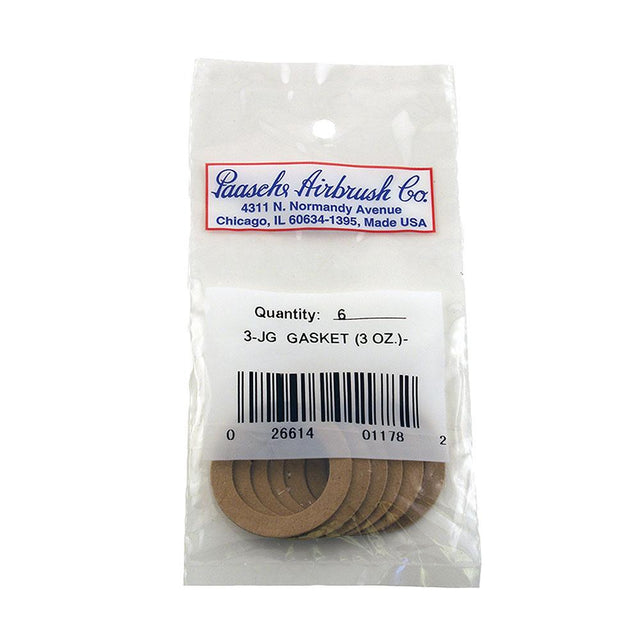 Paasche Airbrush Co.
4311 N. Normandy Avenue
Chicago, IL 60634-1395, Made USA
Quantity: 6
3-JG GASKET (3 OZ.)-
0 26614 01178 2